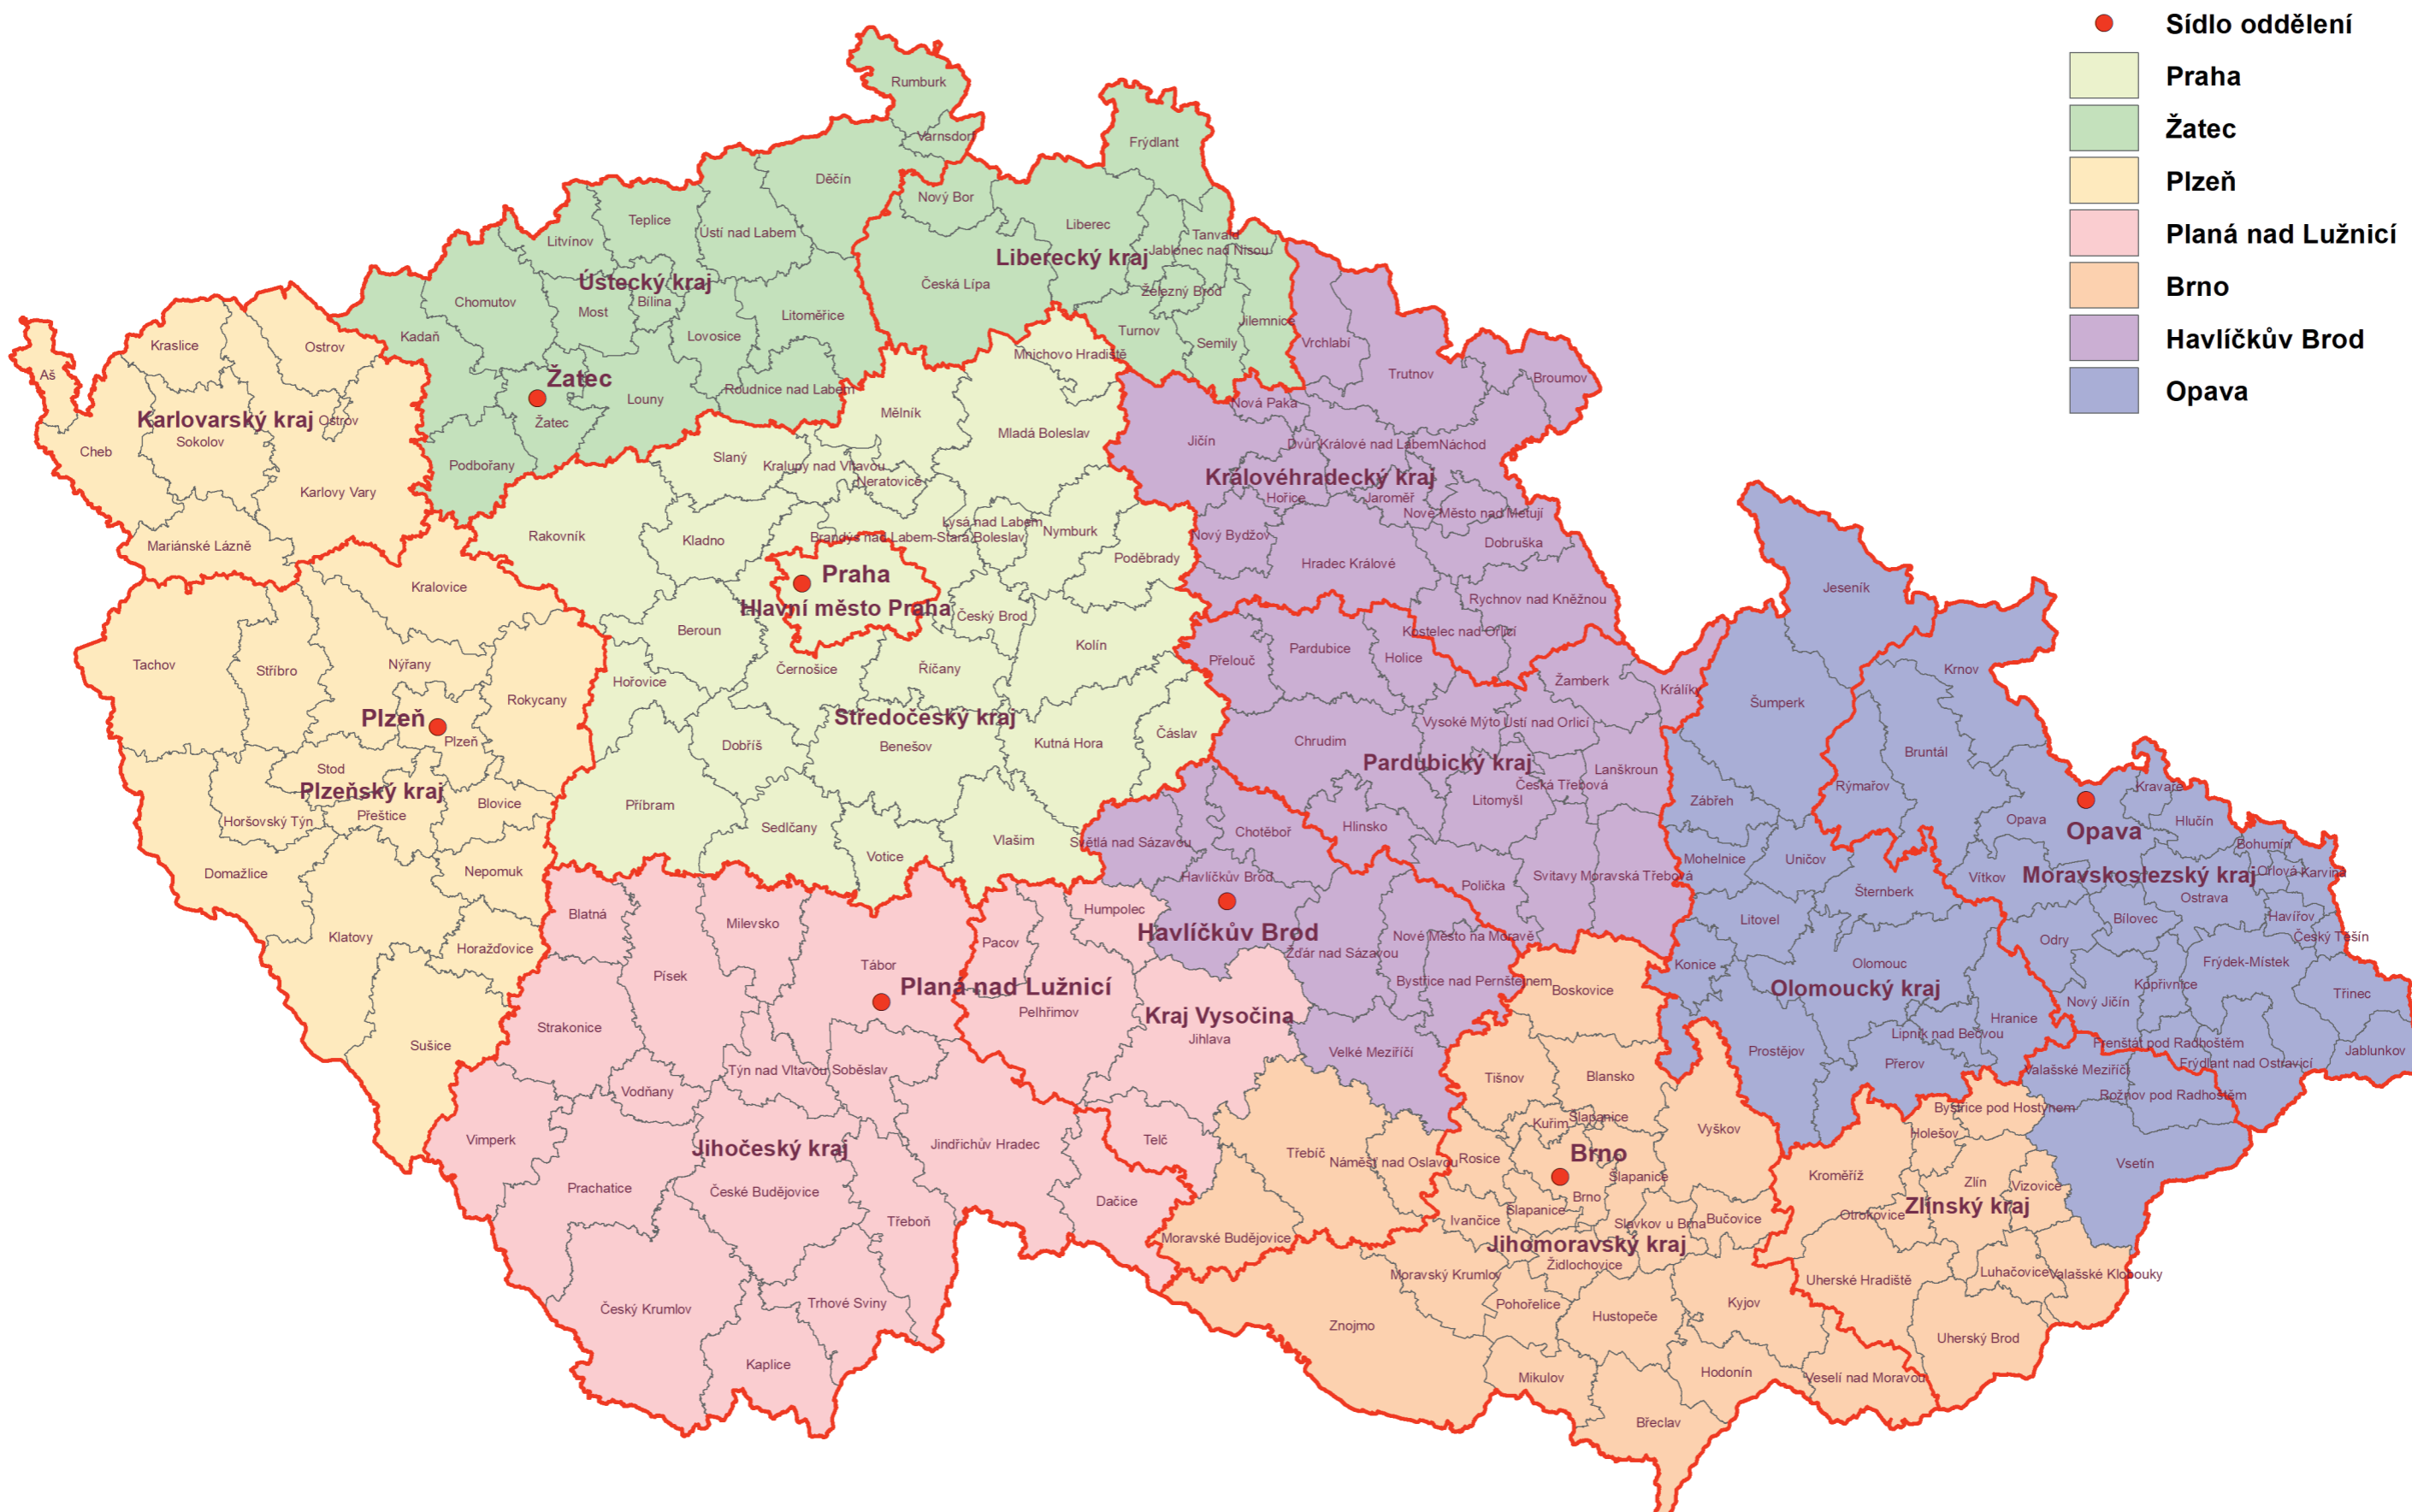 Sídlo oddělení
Praha
Žatec
Plzeň
Planá nad Lužnicí
Brno
Havlíčkův Brod
Opava
Rumburk
Varnsdorf
Děčín
Nový Bor
Frýdlant
Liberec
Tanvald
Jablonec nad Nisou
Liberecký kraj
Česká Lípa
Železný Brod
Turnov
Semily
Jilemnice
Teplice
Ústí nad Labem
Litvínov
Ústecký kraj
Chomutov
Most
Bílina
Litoměřice
Lovosice
Kadaň
Žatec
Žatec
Louny
Roudnice nad Labem
Podbořany
Kraslice
Ostrov
Aš
Karlovarský kraj
Ostrov
Sokolov
Cheb
Karlovy Vary
Mariánské Lázně
Mnichovo Hradiště
Mělník
Mladá Boleslav
Slaný
Kralupy nad Vltavou
Neratovice
Rakovník
Kladno
Lysá nad Labem
Brandýs nad Labem-Stará Boleslav
Nymburk
Poděbrady
Praha
Hlavní město Praha
Český Brod
Beroun
Kolín
Černošice
Říčany
Hořovice
Středočeský kraj
Dobříš
Benešov
Kutná Hora
Čáslav
Příbram
Sedlčany
Votice
Vlašim
Vrchlabí
Trutnov
Broumov
Nová Paka
Jičín
Dvůr Králové nad Labem
Náchod
Královéhradecký kraj
Hořice
Jaroměř
Nové Město nad Metují
Nový Bydžov
Dobruška
Hradec Králové
Rychnov nad Kněžnou
Kostelec nad Orlicí
Přelouč
Pardubice
Holice
Žamberk
Králíky
Vysoké Mýto
Ústí nad Orlicí
Chrudim
Pardubický kraj
Lanškroun
Česká Třebová
Litomyšl
Hlinsko
Polička
Svitavy
Moravská Třebová
Kralovice
Tachov
Stříbro
Nýřany
Rokycany
Plzeň
Plzeň
Stod
Plzeňský kraj
Přeštice
Blovice
Horšovský Týn
Domažlice
Nepomuk
Klatovy
Horažďovice
Sušice
Blatná
Milevsko
Tábor
Písek
Planá nad Lužnicí
Strakonice
Týn nad Vltavou
Soběslav
Vodňany
Vimperk
Jihočeský kraj
Jindřichův Hradec
Prachatice
České Budějovice
Třeboň
Dačice
Český Krumlov
Trhové Sviny
Kaplice
Světlá nad Sázavou
Chotěboř
Havlíčkův Brod
Humpolec
Havlíčkův Brod
Pacov
Nové Město na Moravě
Žďár nad Sázavou
Bystřice nad Pernštejnem
Pelhřimov
Kraj Vysočina
Jihlava
Velké Meziříčí
Telč
Třebíč
Náměšť nad Oslavou
Moravské Budějovice
Boskovice
Tišnov
Blansko
Kuřim
Šlapanice
Vyškov
Rosice
Brno
Šlapanice
Brno
Šlapanice
Ivančice
Slavkov u Brna
Bučovice
Jihomoravský kraj
Židlochovice
Moravský Krumlov
Pohořelice
Hustopeče
Kyjov
Znojmo
Mikulov
Hodonín
Veselí nad Moravou
Břeclav
Jeseník
Šumperk
Zábřeh
Mohelnice
Uničov
Šternberk
Litovel
Konice
Olomouc
Olomoucký kraj
Hranice
Lipník nad Bečvou
Prostějov
Přerov
Krnov
Bruntál
Rýmařov
Kravaře
Opava
Opava
Hlučín
Bohumín
Vítkov
Moravskoslezský kraj
Orlová
Karviná
Ostrava
Bílovec
Havířov
Odry
Český Těšín
Frýdek-Místek
Kopřivnice
Nový Jičín
Třinec
Frenštát pod Radhoštěm
Frýdlant nad Ostravicí
Jablunkov
Valašské Meziříčí
Rožnov pod Radhoštěm
Bystřice pod Hostýnem
Holešov
Vsetín
Kroměříž
Zlín
Vizovice
Otrokovice
Zlínský kraj
Uherské Hradiště
Luhačovice
Valašské Klobouky
Uherský Brod